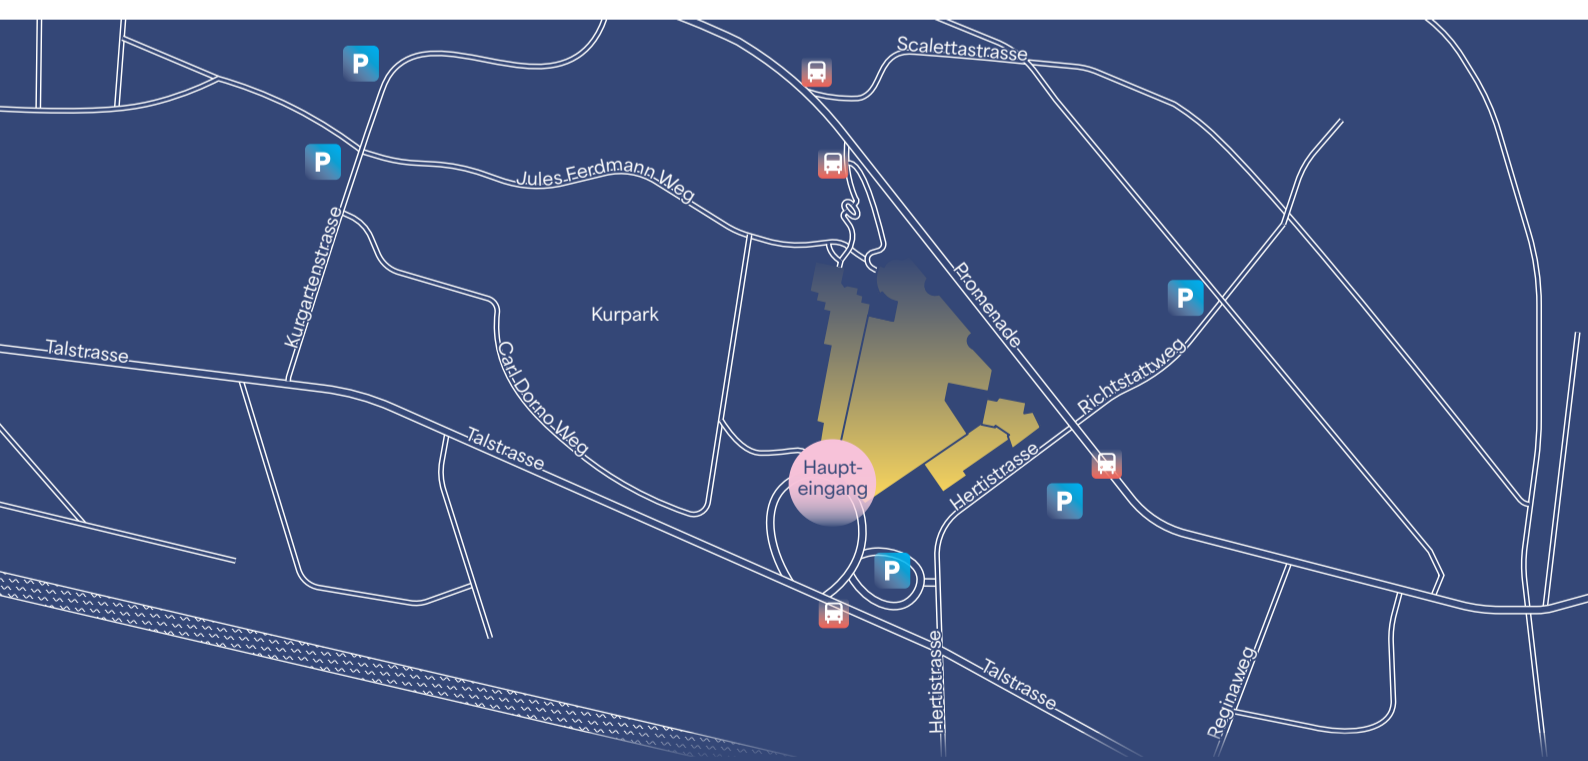 Scalettastrasse
P
P
Jules Ferdmann Weg
Kurgartenstrasse
Promenade
P
Kurpark
Talstrasse
Carl-Dorno-Weg
Richtstattweg
Talstrasse
Haupt-
eingang
Hertistrasse
P
P
Hertistrasse
Talstrasse
Reginaweg